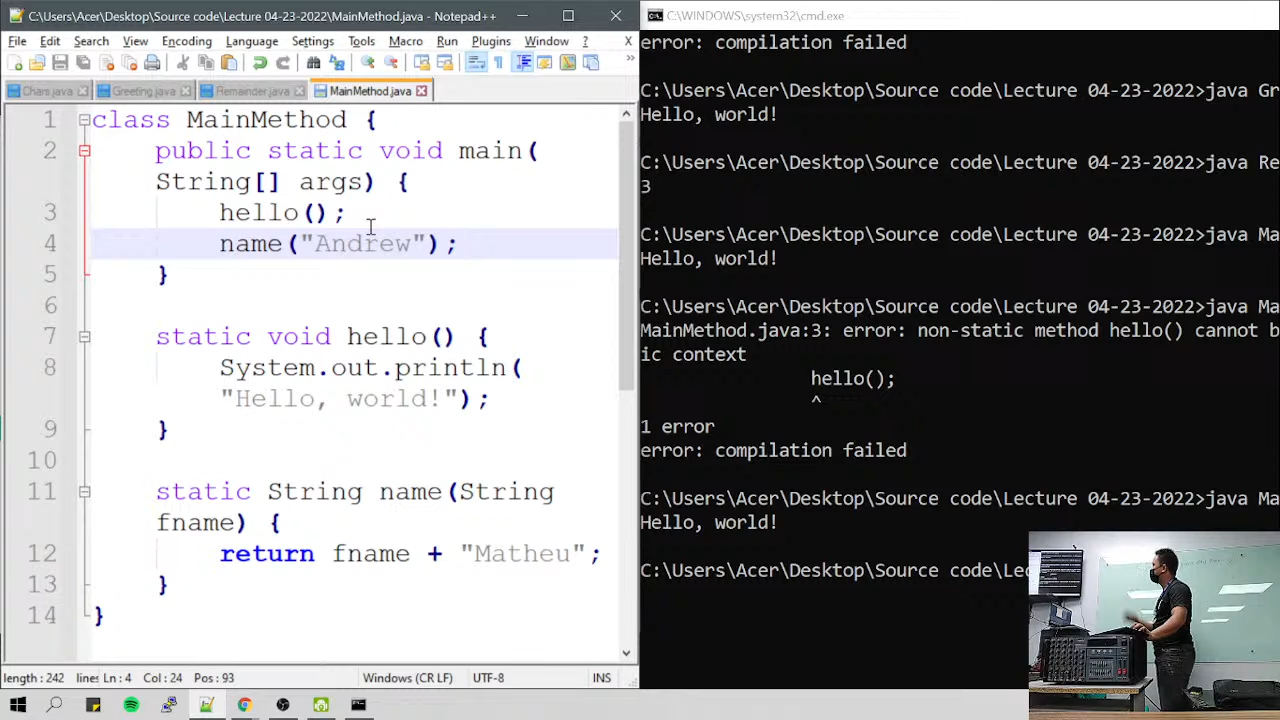 C:\Users\Acer\Desktop\Source code\Lecture 04-23-2022\MainMethod.java - Notepad++
File Edit Search View Encoding Language Settings Tools Macro Run Plugins Window ? X
Chars.java Greeting.java Remainder.java MainMethod.java
1 class MainMethod {
2 public static void main(
String[] args) {
3 hello();
4 name("Andrew");
5 }
6
7 static void hello() {
8 System.out.println(
"Hello, world!");
9 }
10
11 static String name(String
fname) {
12 return fname + "Matheu";
13 }
14 }
length : 242 lines Ln : 4 Col : 24 Pos : 93 Windows (CR LF) UTF-8 INS
C:\WINDOWS\system32\cmd.exe
error: compilation failed
C:\Users\Acer\Desktop\Source code\Lecture 04-23-2022>java Gr
Hello, world!
C:\Users\Acer\Desktop\Source code\Lecture 04-23-2022>java Re
3
C:\Users\Acer\Desktop\Source code\Lecture 04-23-2022>java Ma
Hello, world!
C:\Users\Acer\Desktop\Source code\Lecture 04-23-2022>java Ma
MainMethod.java:3: error: non-static method hello() cannot b
ic context
hello();
^
1 error
error: compilation failed
C:\Users\Acer\Desktop\Source code\Lecture 04-23-2022>java Ma
Hello, world!
C:\Users\Acer\Desktop\Source code\Lec